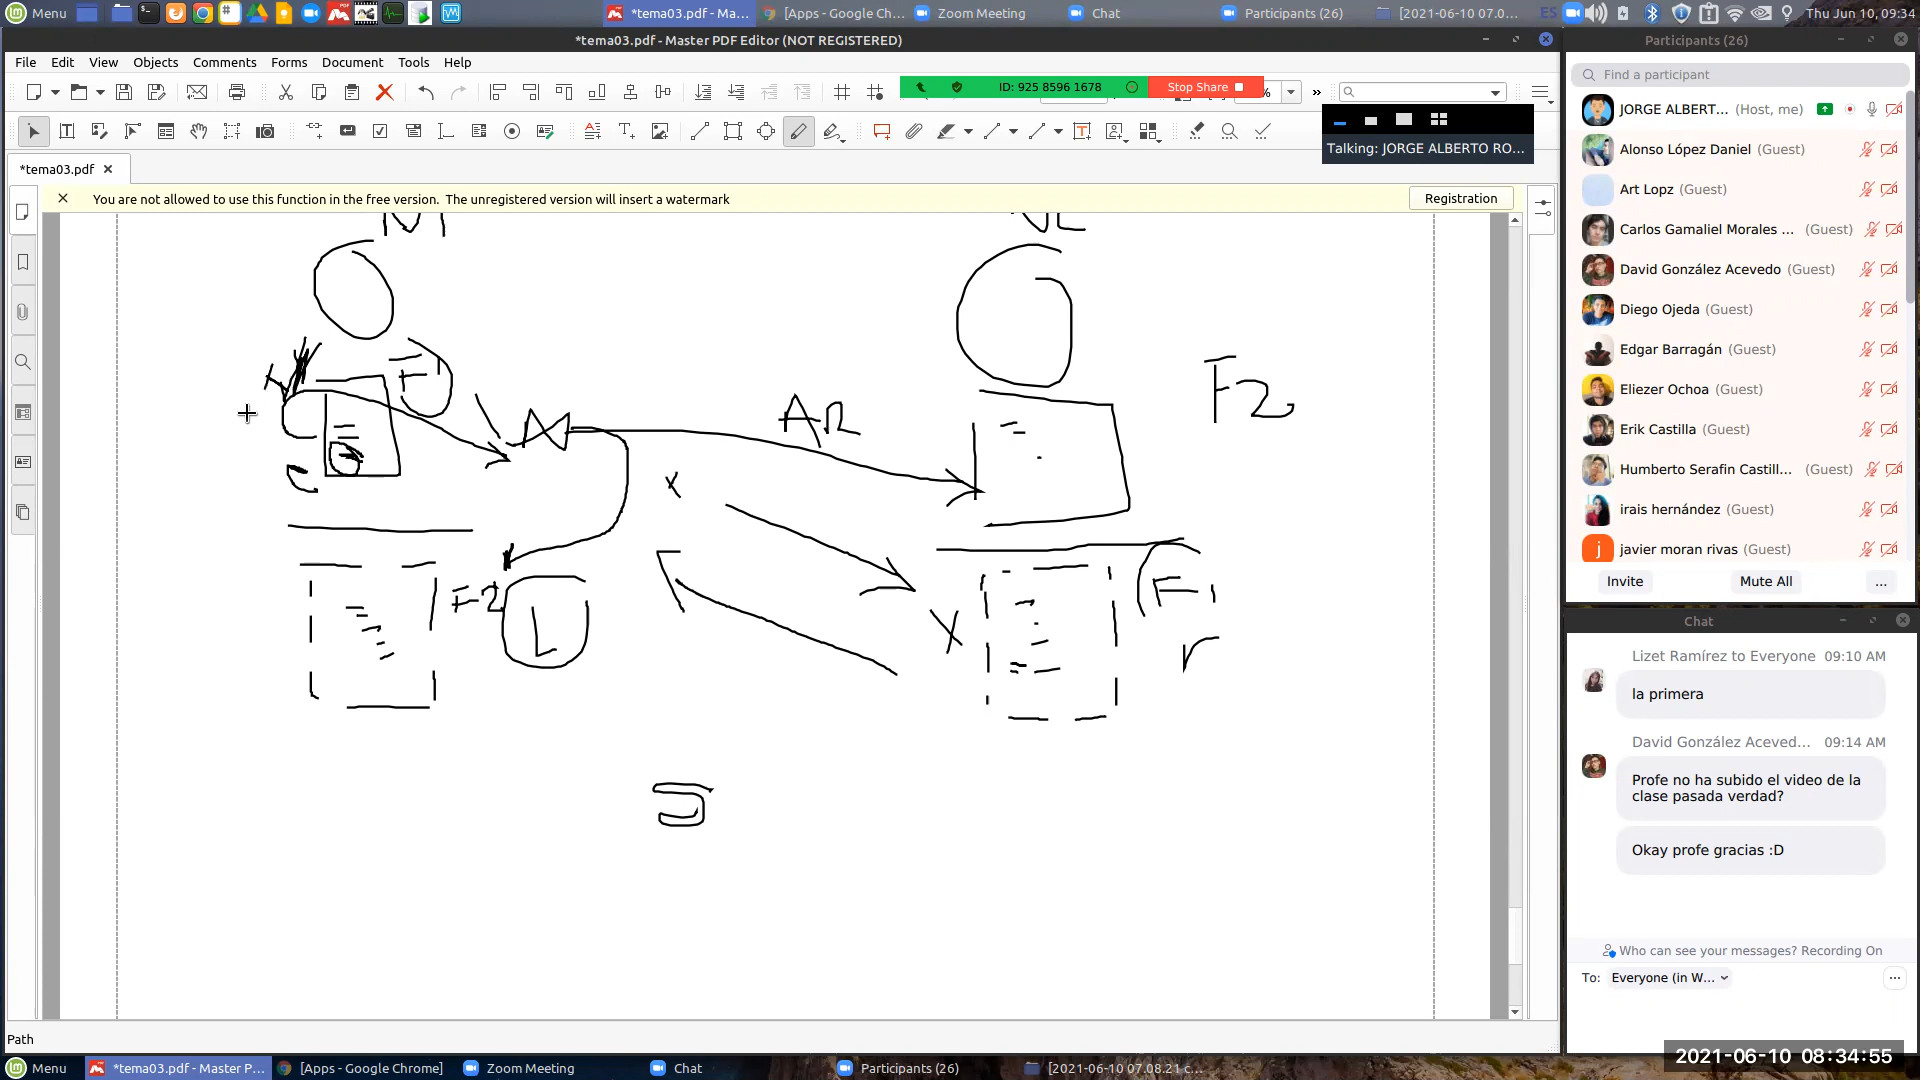 Menu
*tema03.pdf - Ma...
[Apps - Google Ch...
Zoom Meeting
Chat
Participants (26)
[2021-06-10 07.0...
ES
Thu Jun 10, 09:34
*tema03.pdf - Master PDF Editor (NOT REGISTERED)
File Edit View Objects Comments Forms Document Tools Help
ID: 925 8596 1678
Stop Share
%
Talking: JORGE ALBERTO RO...
*tema03.pdf
You are not allowed to use this function in the free version. The unregistered version will insert a watermark
Registration
F1
AR
F2
X
F2
L
X
F1
r
Path
Participants (26)
Find a participant
JORGE ALBERT... (Host, me)
Alonso López Daniel (Guest)
Art Lopz (Guest)
Carlos Gamaliel Morales ... (Guest)
David González Acevedo (Guest)
Diego Ojeda (Guest)
Edgar Barragán (Guest)
Eliezer Ochoa (Guest)
Erik Castilla (Guest)
Humberto Serafin Castill... (Guest)
irais hernández (Guest)
j
javier moran rivas (Guest)
Invite
Mute All
...
Chat
Lizet Ramírez to Everyone 09:10 AM
la primera
David González Aceved... 09:14 AM
Profe no ha subido el video de la
clase pasada verdad?
Okay profe gracias :D
Who can see your messages? Recording On
To: Everyone (in W...
Menu
*tema03.pdf - Master P...
[Apps - Google Chrome]
Zoom Meeting
Chat
Participants (26)
[2021-06-10 07.08.21 c...
2021-06-10 08:34:55